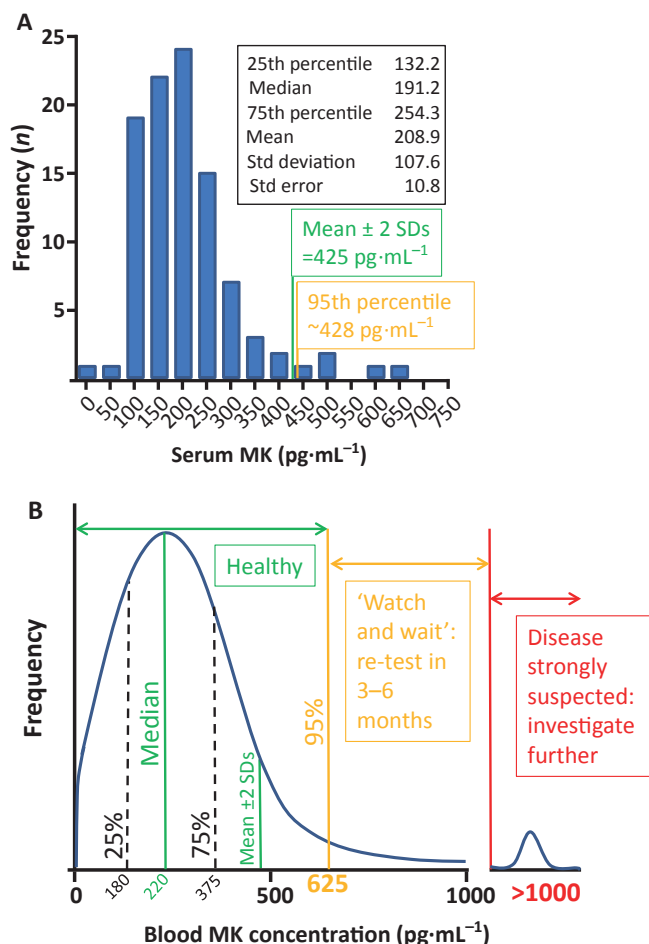 A
25
20
15
10
5
Frequency (n)
25th percentile 132.2
Median 191.2
75th percentile 254.3
Mean 208.9
Std deviation 107.6
Std error 10.8
Mean ± 2 SDs
=425 pg·mL⁻¹
95th percentile
~428 pg·mL⁻¹
0 50 100 150 200 250 300 350 400 450 500 550 600 650 700 750
Serum MK (pg·mL⁻¹)
B
Healthy
'Watch
and wait':
re-test in
3–6
months
Disease
strongly
suspected:
investigate
further
Frequency
25%
Median
75%
Mean ±2 SDs
95%
0 180 220 375 500 625 1000 >1000
Blood MK concentration (pg·mL⁻¹)